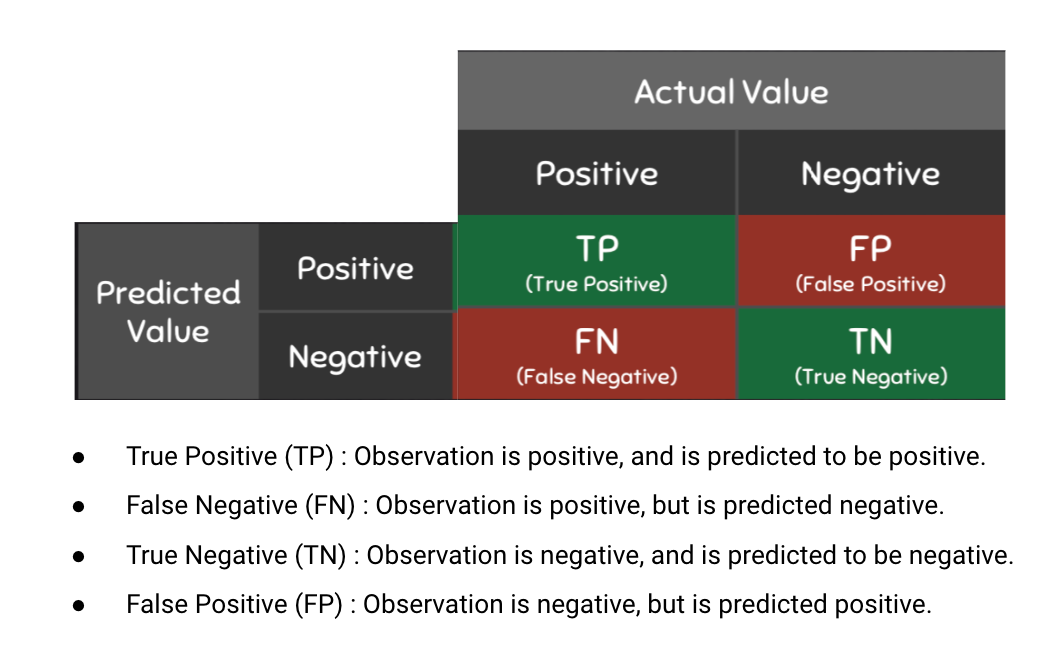 Actual Value
Positive Negative
Predicted Value
Positive
TP
(True Positive)
FP
(False Positive)
Negative
FN
(False Negative)
TN
(True Negative)
● True Positive (TP) : Observation is positive, and is predicted to be positive.
● False Negative (FN) : Observation is positive, but is predicted negative.
● True Negative (TN) : Observation is negative, and is predicted to be negative.
● False Positive (FP) : Observation is negative, but is predicted positive.